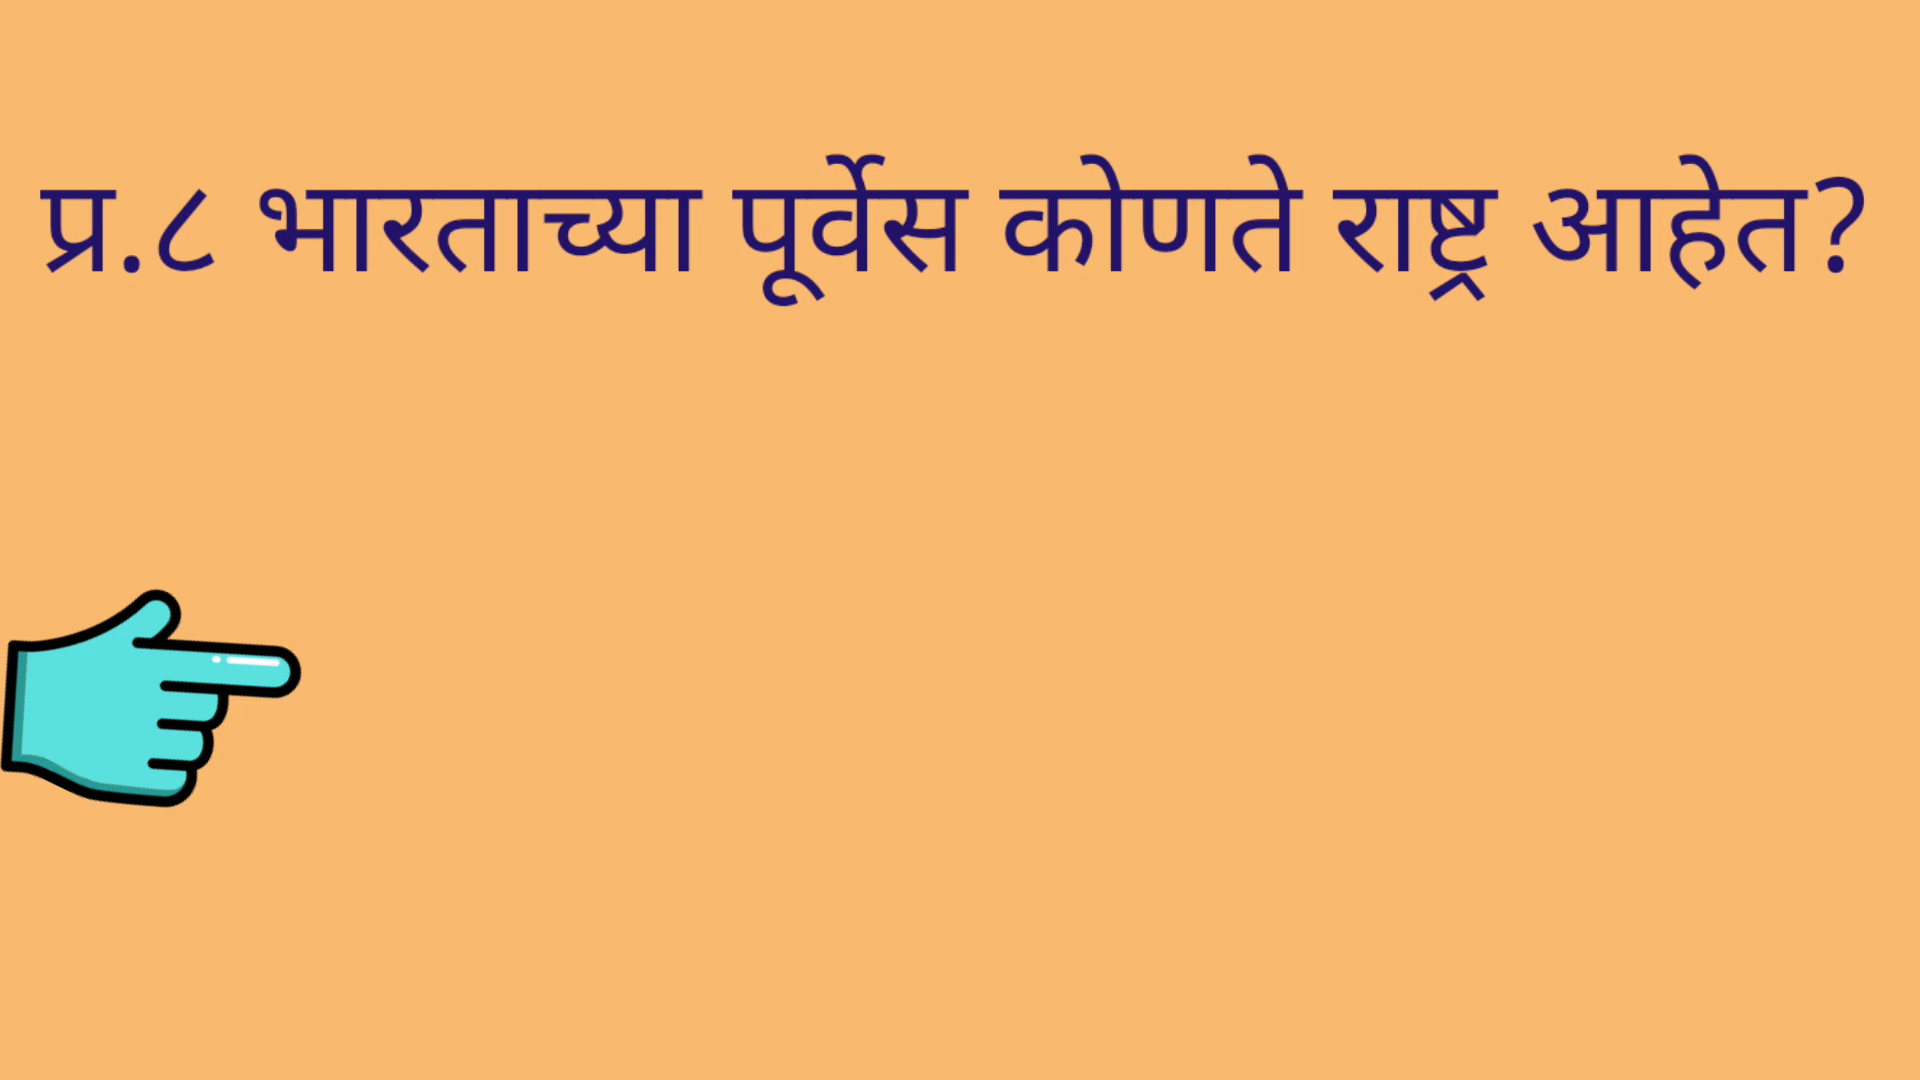 प्र.८ भारताच्या पूर्वेस कोणते राष्ट्र आहेत?